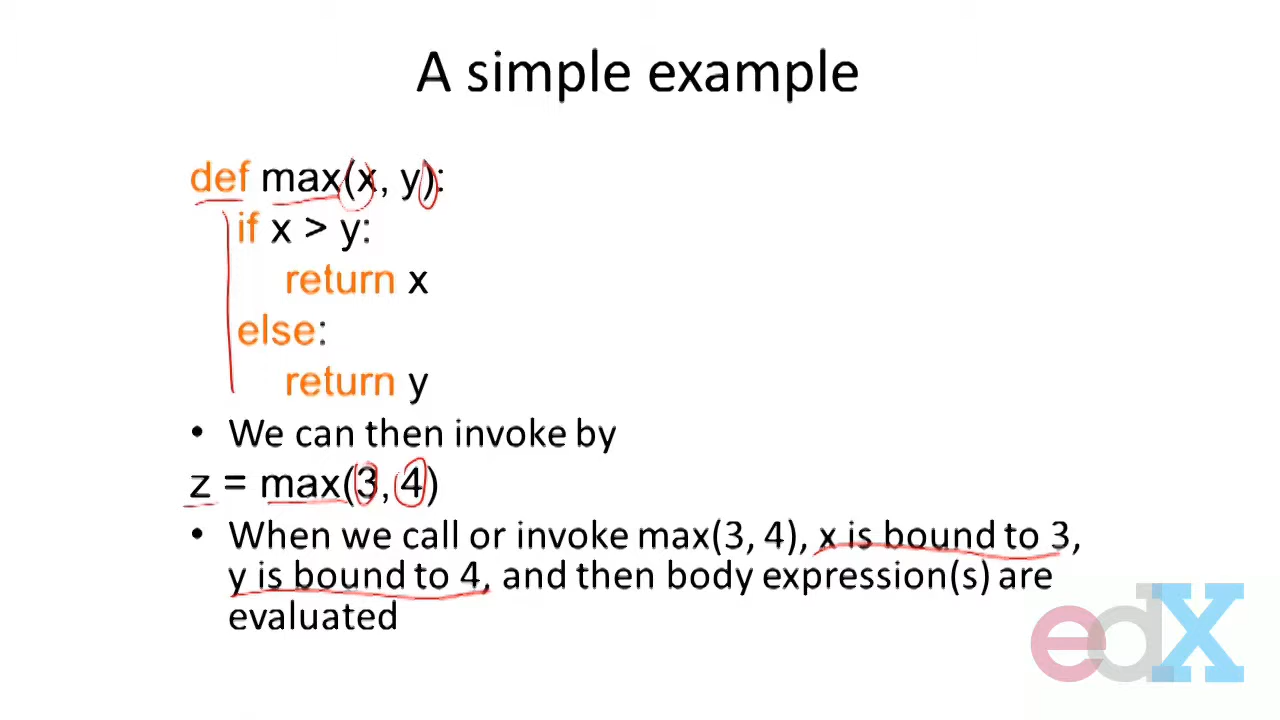 A simple example
def max(x, y):
if x > y:
return x
else:
return y
• We can then invoke by
z = max(3, 4)
• When we call or invoke max(3, 4), x is bound to 3,
y is bound to 4, and then body expression(s) are
evaluated
edX